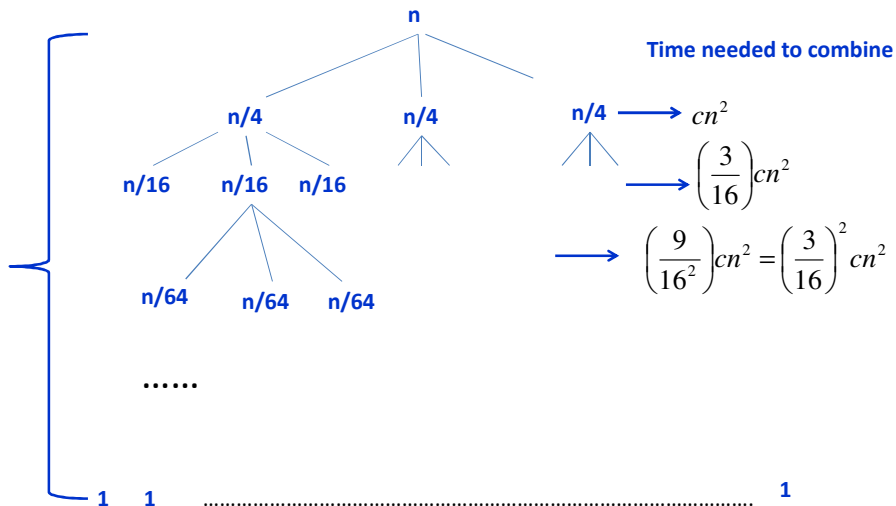 n
Time needed to combine
n/4 n/4 n/4 cn²
n/16 n/16 n/16 (3/16)cn²
(9/16²)cn² = (3/16)²cn²
n/64 n/64 n/64
......
1 1 ........................................................................................................ 1